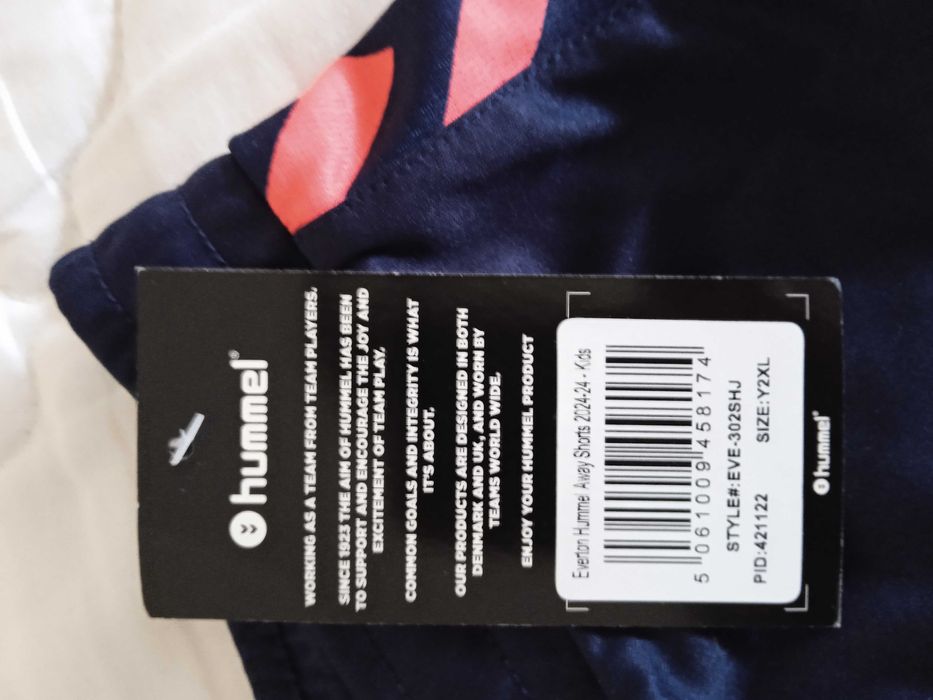 hummel®
WORKING AS A TEAM FROM TEAM PLAYERS.
SINCE 1923 THE AIM OF HUMMEL HAS BEEN
TO SUPPORT AND ENCOURAGE THE JOY AND
EXCITEMENT OF TEAM PLAY.
COMMON GOALS AND INTEGRITY IS WHAT
IT'S ABOUT.
OUR PRODUCTS ARE DESIGNED IN BOTH
DENMARK AND UK, AND WORN BY
TEAMS WORLD WIDE.
ENJOY YOUR HUMMEL PRODUCT
Everton Hummel Away Shorts 2024-24 - Kids
5 061009 458174
STYLE#: EVE-302SHJ
PID:421122 SIZE: Y2XL
hummel®